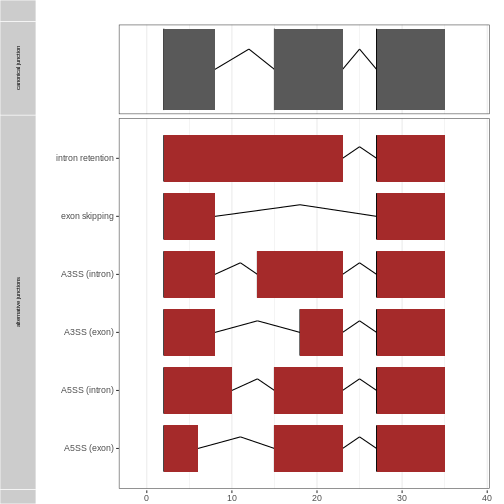 canonical junction
alternative junctions
intron retention
exon skipping
A3SS (intron)
A3SS (exon)
A5SS (intron)
A5SS (exon)
0 10 20 30 40